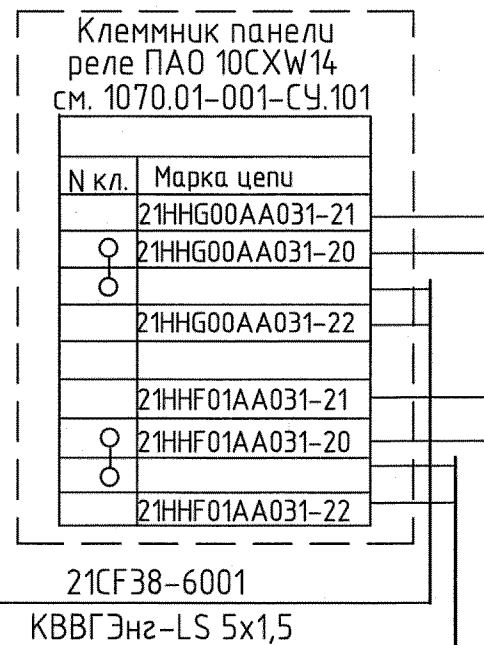 Клеммник панели
реле ПАО 10CXW14
см. 1070.01-001-СУ.101
N кл. Марка цепи
21HHG00AA031-21
21HHG00AA031-20
21HHG00AA031-22
21HHF01AA031-21
21HHF01AA031-20
21HHF01AA031-22
21CF38-6001
КВВГЭнг-LS 5x1,5